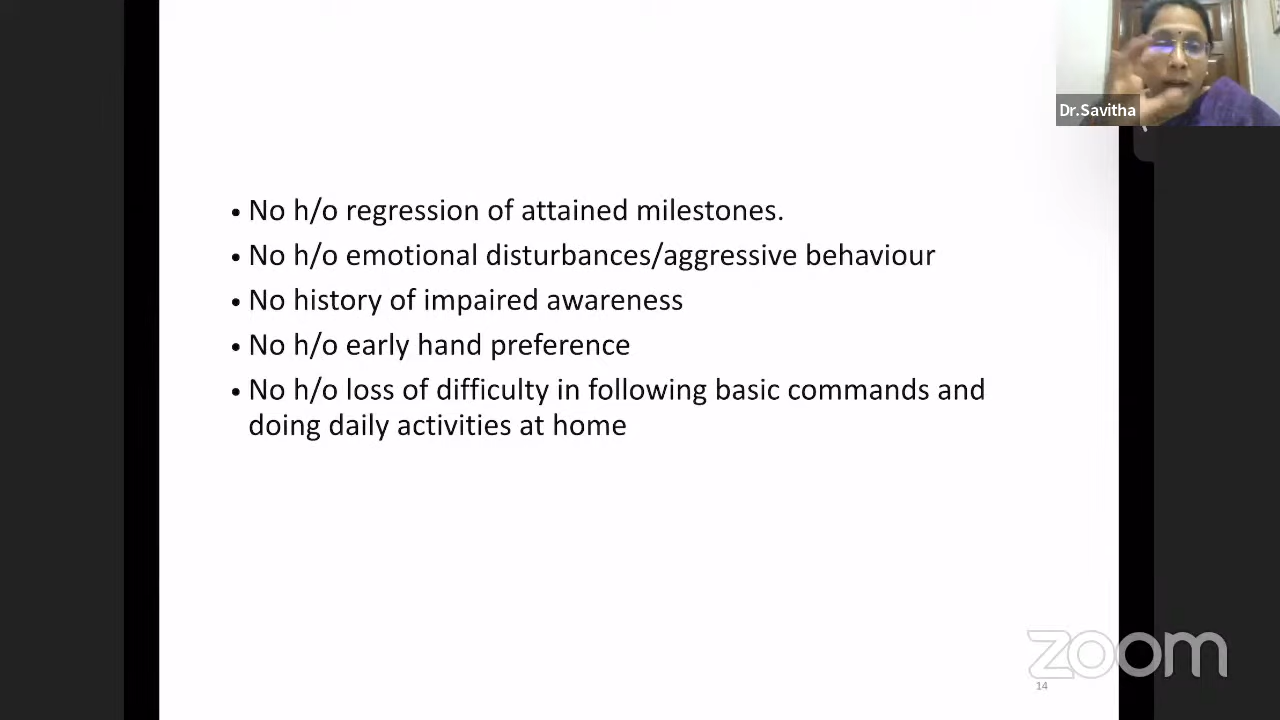 Dr.Savitha
• No h/o regression of attained milestones.
• No h/o emotional disturbances/aggressive behaviour
• No history of impaired awareness
• No h/o early hand preference
• No h/o loss of difficulty in following basic commands and
doing daily activities at home
zoom
14